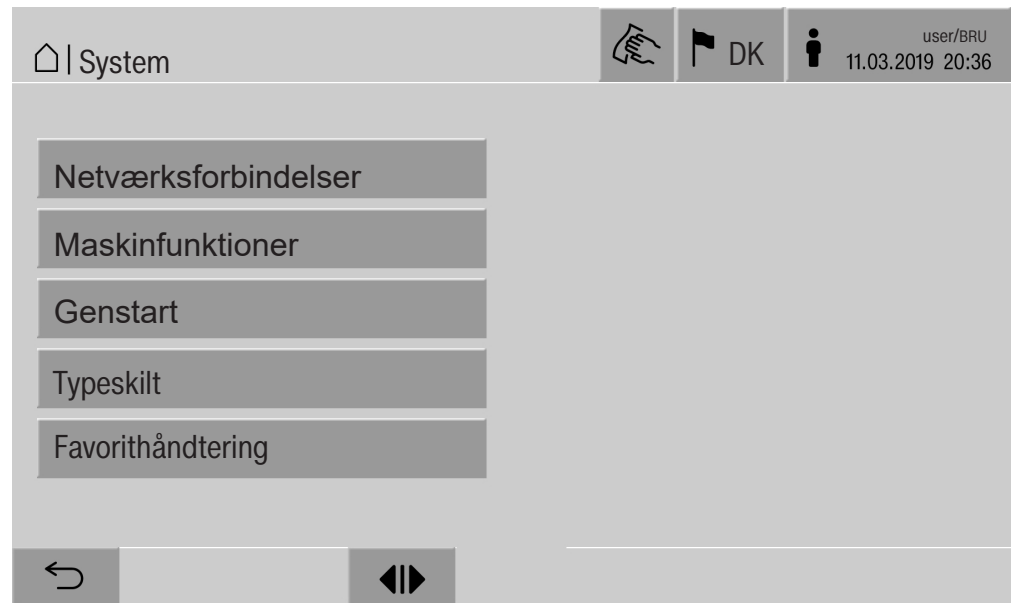 System
DK
user/BRU
11.03.2019 20:36
Netværksforbindelser
Maskinfunktioner
Genstart
Typeskilt
Favorithåndtering